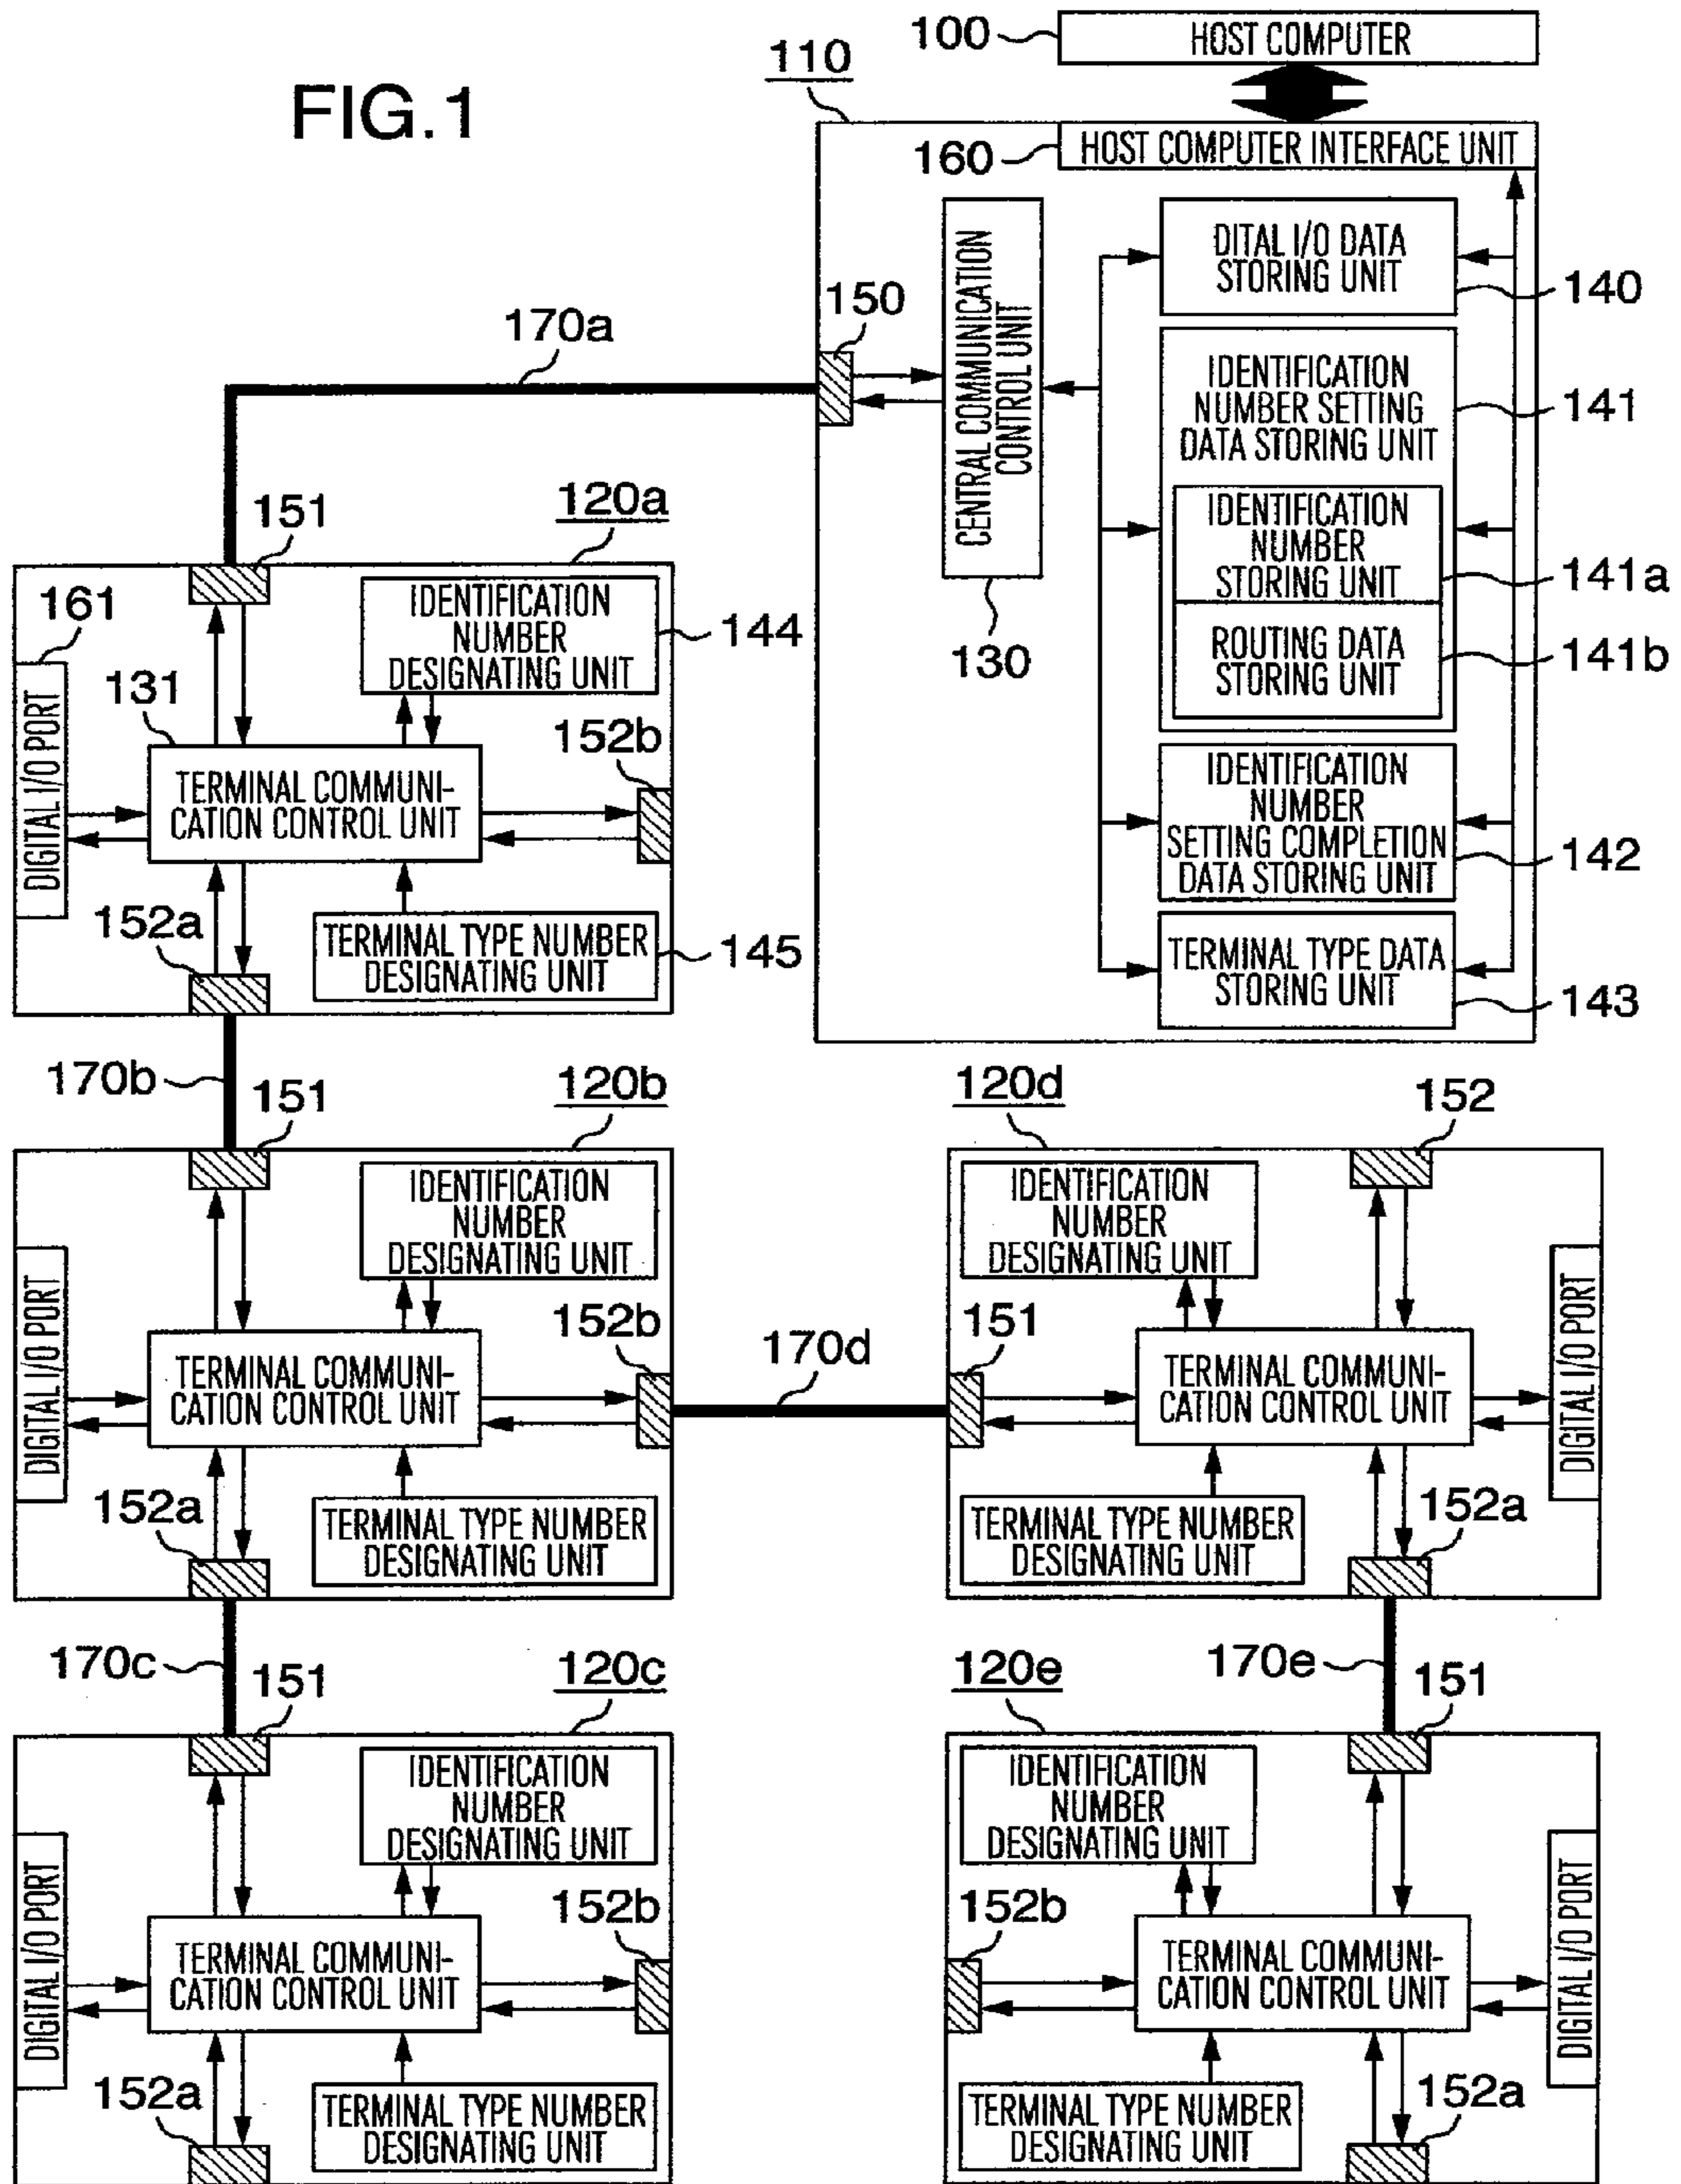 FIG.1
100
HOST COMPUTER
110
160
HOST COMPUTER INTERFACE UNIT
CENTRAL COMMUNICATION
CONTROL UNIT
130
150
170a
DITAL I/O DATA
STORING UNIT
140
IDENTIFICATION
NUMBER SETTING
DATA STORING UNIT
141
IDENTIFICATION
NUMBER
STORING UNIT
141a
ROUTING DATA
STORING UNIT
141b
IDENTIFICATION
NUMBER
SETTING COMPLETION
DATA STORING UNIT
142
TERMINAL TYPE DATA
STORING UNIT
143
151
120a
161
DIGITAL I/O PORT
131
IDENTIFICATION
NUMBER
DESIGNATING UNIT
144
TERMINAL COMMUNI-
CATION CONTROL UNIT
152b
152a
TERMINAL TYPE NUMBER
DESIGNATING UNIT
145
170b
151
120b
IDENTIFICATION
NUMBER
DESIGNATING UNIT
DIGITAL I/O PORT
TERMINAL COMMUNI-
CATION CONTROL UNIT
152b
152a
TERMINAL TYPE NUMBER
DESIGNATING UNIT
170d
120d
152
IDENTIFICATION
NUMBER
DESIGNATING UNIT
151
TERMINAL COMMUNI-
CATION CONTROL UNIT
DIGITAL I/O PORT
TERMINAL TYPE NUMBER
DESIGNATING UNIT
152a
170c
151
120c
IDENTIFICATION
NUMBER
DESIGNATING UNIT
DIGITAL I/O PORT
TERMINAL COMMUNI-
CATION CONTROL UNIT
152b
152a
TERMINAL TYPE NUMBER
DESIGNATING UNIT
120e
170e
151
IDENTIFICATION
NUMBER
DESIGNATING UNIT
152b
TERMINAL COMMUNI-
CATION CONTROL UNIT
DIGITAL I/O PORT
TERMINAL TYPE NUMBER
DESIGNATING UNIT
152a